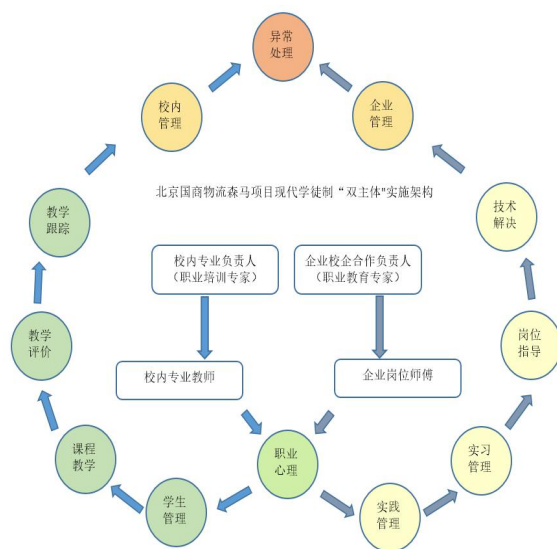 异常
处理
校内
管理
企业
管理
北京国商物流森马项目现代学徒制“双主体"实施架构
教学
跟踪
技术
解决
校内专业负责人
（职业培训专家）
企业校企合作负责人
（职业教育专家）
教学
评价
岗位
指导
校内专业教师
企业岗位师傅
课程
教学
职业
心理
实习
管理
学生
管理
实践
管理